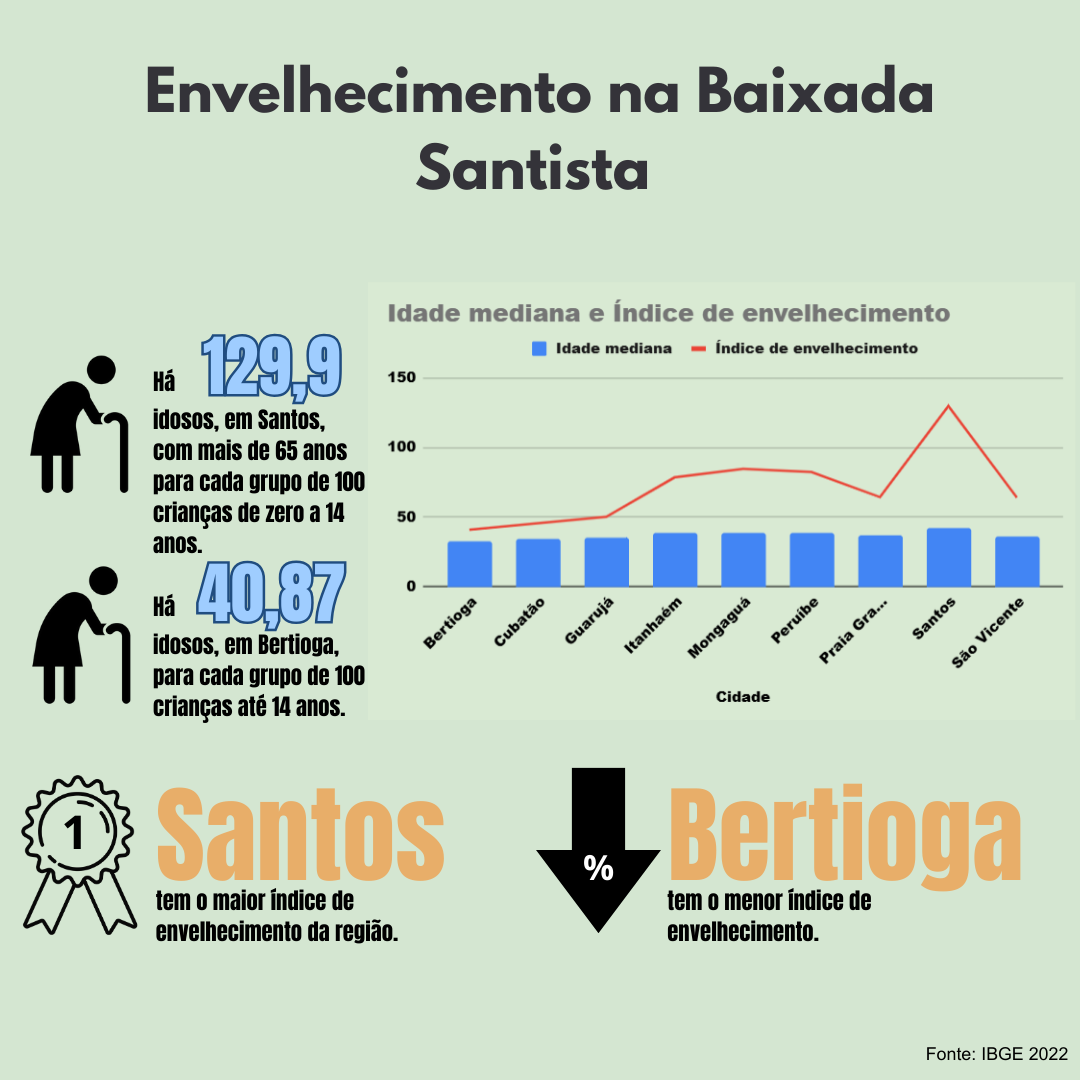 Envelhecimento na Baixada
Santista
Há 129,9
idosos, em Santos,
com mais de 65 anos
para cada grupo de 100
crianças de zero a 14
anos.
Há 40,87
idosos, em Bertioga,
para cada grupo de 100
crianças até 14 anos.
Idade mediana e Índice de envelhecimento
Idade mediana
Índice de envelhecimento
150
100
50
0
Bertioga
Cubatão
Guarujá
Itanhaém
Mongaguá
Peruíbe
Praia Gra...
Santos
São Vicente
Cidade
1
Santos
tem o maior índice de
envelhecimento da região.
%
Bertioga
tem o menor índice de
envelhecimento.
Fonte: IBGE 2022